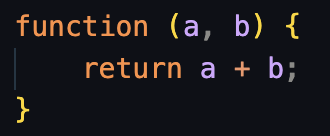 function (a, b) {
    return a + b;
}